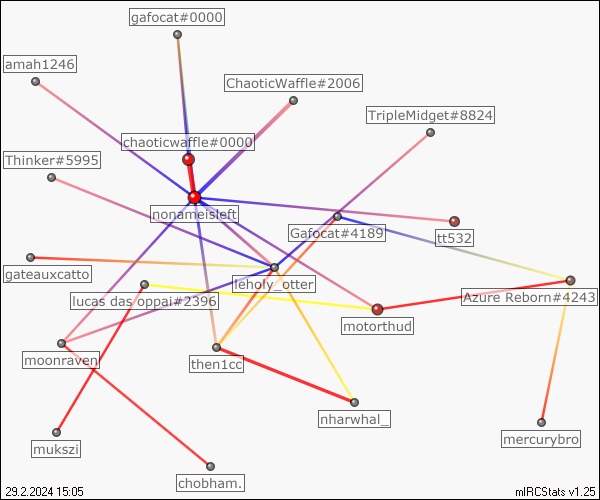 gafocat#0000
amah1246
ChaoticWaffle#2006
TripleMidget#8824
chaoticwaffle#0000
Thinker#5995
nonameisleft
Gafocat#4189
tt532
gateauxcatto
leholy_otter
lucas das oppai#2396
Azure Reborn#4243
motorthud
moonraven
then1cc
nharwhal_
mukszi
mercurybro
chobham.
29.2.2024 15:05
mIRCStats v1.25